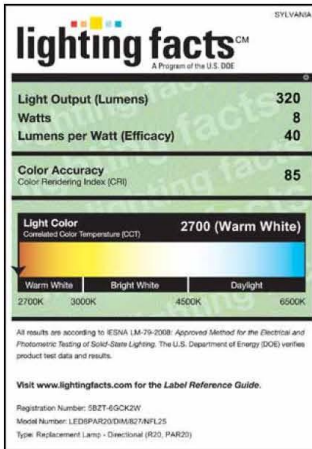 SYLVANIA
lighting facts CM
A Program of the U.S. DOE
Light Output (Lumens) 320
Watts 8
Lumens per Watt (Efficacy) 40
Color Accuracy 85
Color Rendering Index (CRI)
Light Color 2700 (Warm White)
Correlated Color Temperature (CCT)
Warm White Bright White Daylight
2700K 3000K 4500K 6500K
All results are according to IESNA LM-79-2008: Approved Method for the Electrical and
Photometric Testing of Solid-State Lighting. The U.S. Department of Energy (DOE) verifies
product test data and results.
Visit www.lightingfacts.com for the Label Reference Guide.
Registration Number: 5BZT-6GCK2W
Model Number: LED8PAR20/DIM/827/NFL25
Type: Replacement Lamp - Directional (R20, PAR20)